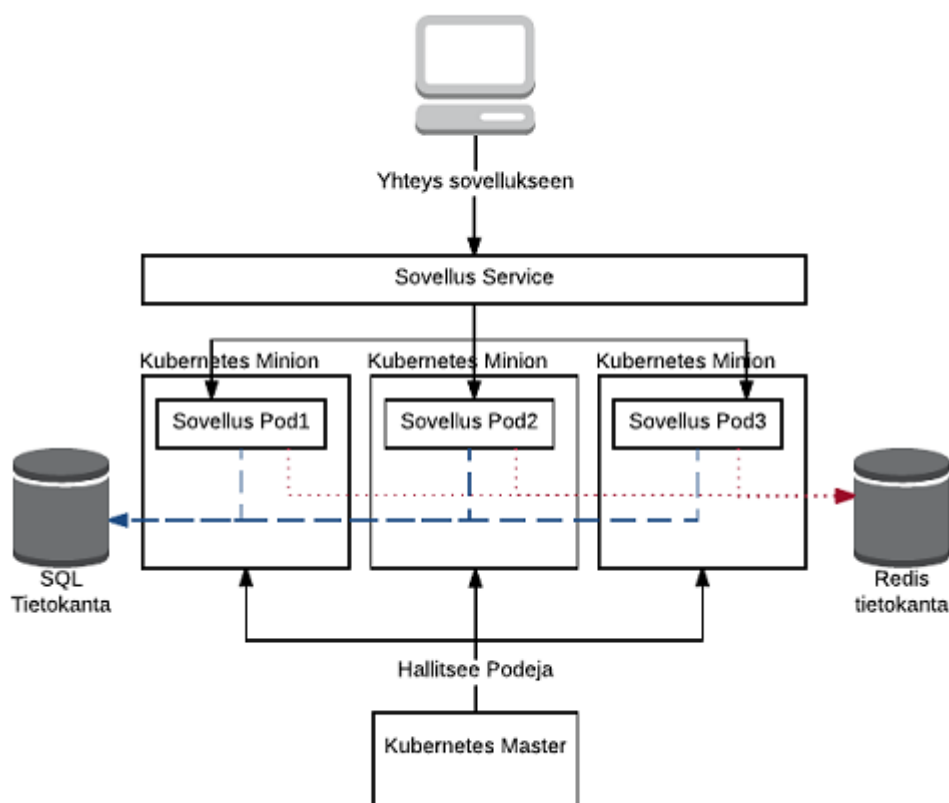 Yhteys sovellukseen
Sovellus Service
Kubernetes Minion
Kubernetes Minion
Kubernetes Minion
Sovellus Pod1
Sovellus Pod2
Sovellus Pod3
SQL
Tietokanta
Redis
tietokanta
Hallitsee Podeja
Kubernetes Master